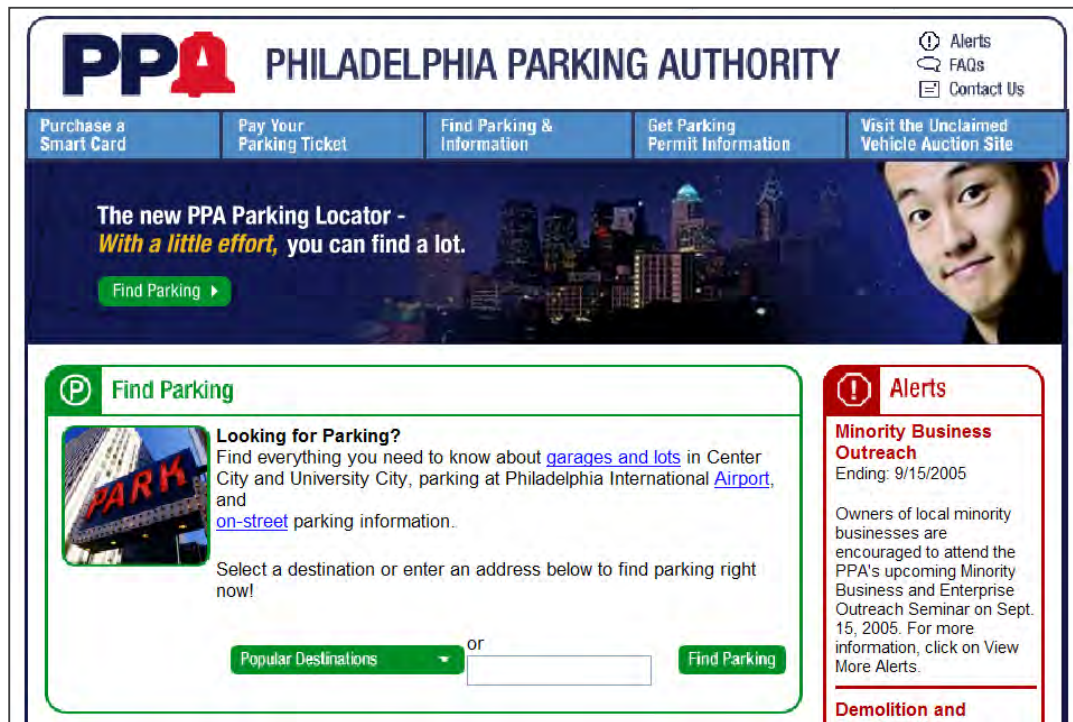 PPA PHILADELPHIA PARKING AUTHORITY
Alerts
FAQs
Contact Us
Purchase a
Smart Card
Pay Your
Parking Ticket
Find Parking &
Information
Get Parking
Permit Information
Visit the Unclaimed
Vehicle Auction Site
The new PPA Parking Locator -
With a little effort, you can find a lot.
Find Parking
Find Parking
PARK
Looking for Parking?
Find everything you need to know about garages and lots in Center
City and University City, parking at Philadelphia International Airport,
and
on-street parking information.
Select a destination or enter an address below to find parking right
now!
Popular Destinations
or
Find Parking
Alerts
Minority Business
Outreach
Ending: 9/15/2005
Owners of local minority
businesses are
encouraged to attend the
PPA's upcoming Minority
Business and Enterprise
Outreach Seminar on Sept.
15, 2005. For more
information, click on View
More Alerts.
Demolition and